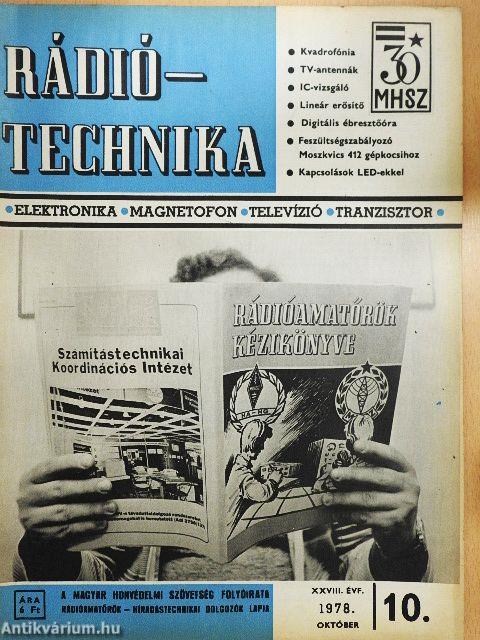 RÁDIÓ–
TECHNIKA
• Kvadrofónia
• TV-antennák
• IC-vizsgáló
• Lineár erősítő
• Digitális ébresztőóra
• Feszültségszabályozó
Moszkvics 412 gépkocsihoz
• Kapcsolások LED-ekkel
30
MHSZ
• ELEKTRONIKA • MAGNETOFON • TELEVÍZIÓ • TRANZISZTOR •
Számítástechnikai
Koordinációs Intézet
RÁDIÓAMATŐRÖK
KÉZIKÖNYVE
ÁRA
6 Ft
A MAGYAR HONVÉDELMI SZÖVETSÉG FOLYÓIRATA
RÁDIÓAMATŐRÖK – HÍRADÁSTECHNIKAI DOLGOZÓK LAPJA
XXVIII. ÉVF.
1978.
OKTÓBER
10.
Antikvárium.hu